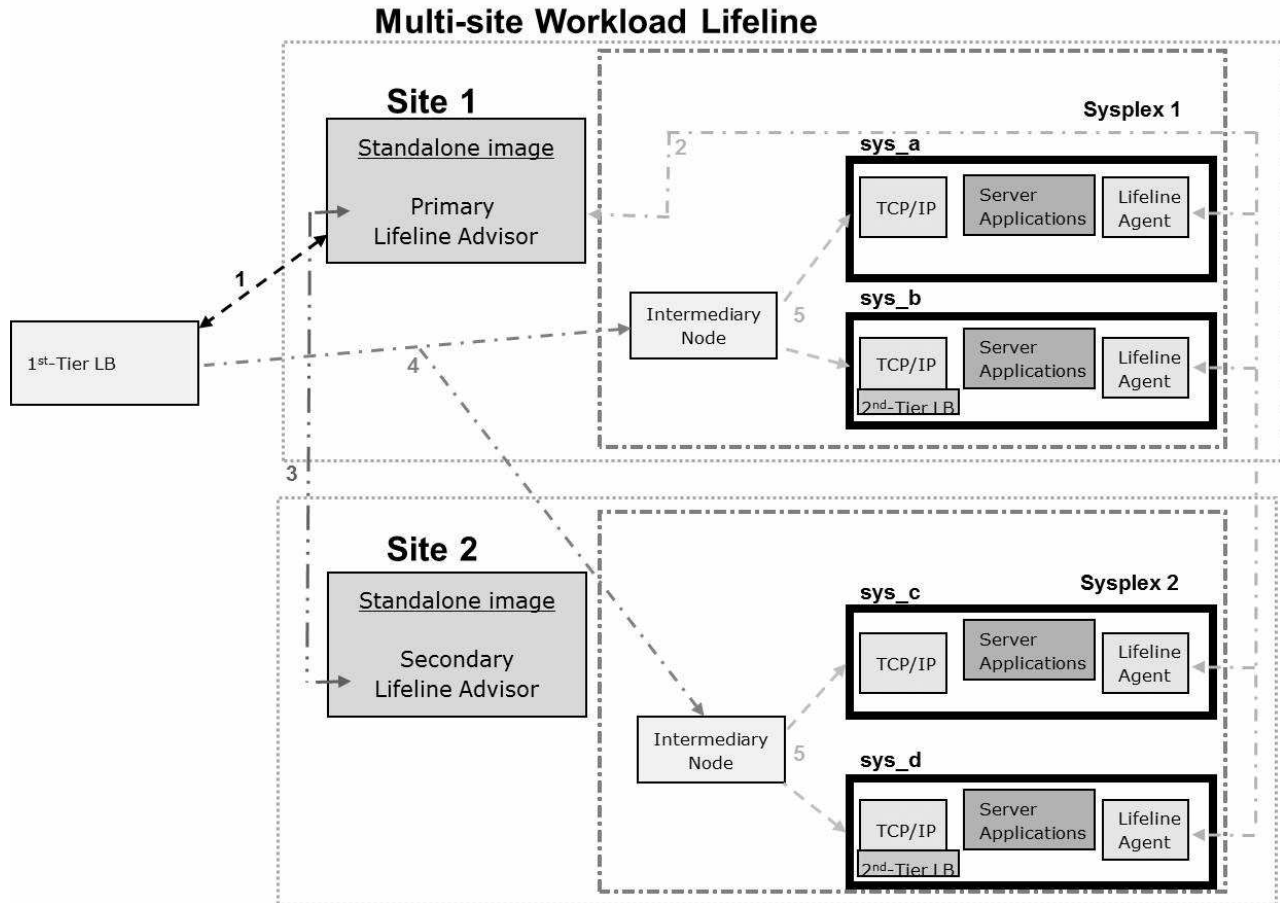 Multi-site Workload Lifeline
Site 1
Standalone image
Primary
Lifeline Advisor
Sysplex 1
2
sys_a
TCP/IP
Server
Applications
Lifeline
Agent
1
1st-Tier LB
Intermediary
Node
5
sys_b
TCP/IP
2nd-Tier LB
Server
Applications
Lifeline
Agent
4
3
Site 2
Standalone image
Secondary
Lifeline Advisor
Sysplex 2
sys_c
TCP/IP
Server
Applications
Lifeline
Agent
Intermediary
Node
5
sys_d
TCP/IP
2nd-Tier LB
Server
Applications
Lifeline
Agent